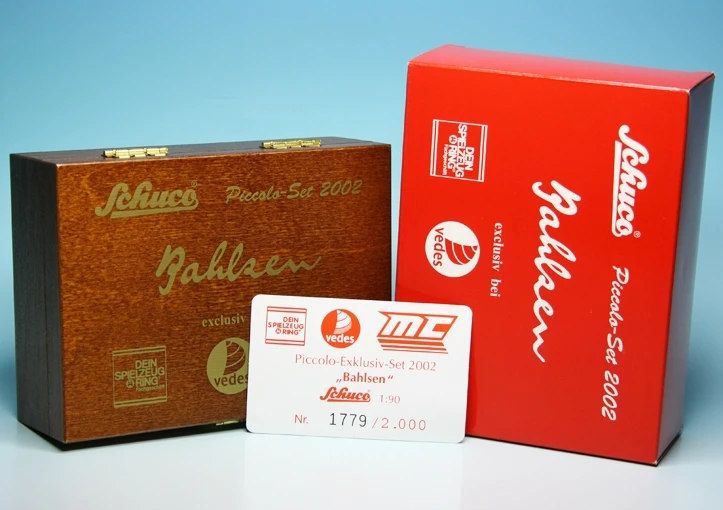 Schuco® Piccolo-Set 2002
Bahlsen
exclusiv
DEIN
SPIELZEUG
RING®
vedes
DEIN
SPIELZEUG
RING®
vedes
MC
Piccolo-Exklusiv-Set 2002
„Bahlsen“
Schuco® 1:90
Nr. 1779 / 2.000
Schuco® Piccolo-Set 2002
Bahlsen
exclusiv bei
DEIN
SPIELZEUG
RING®
Fachgeschäft
vedes